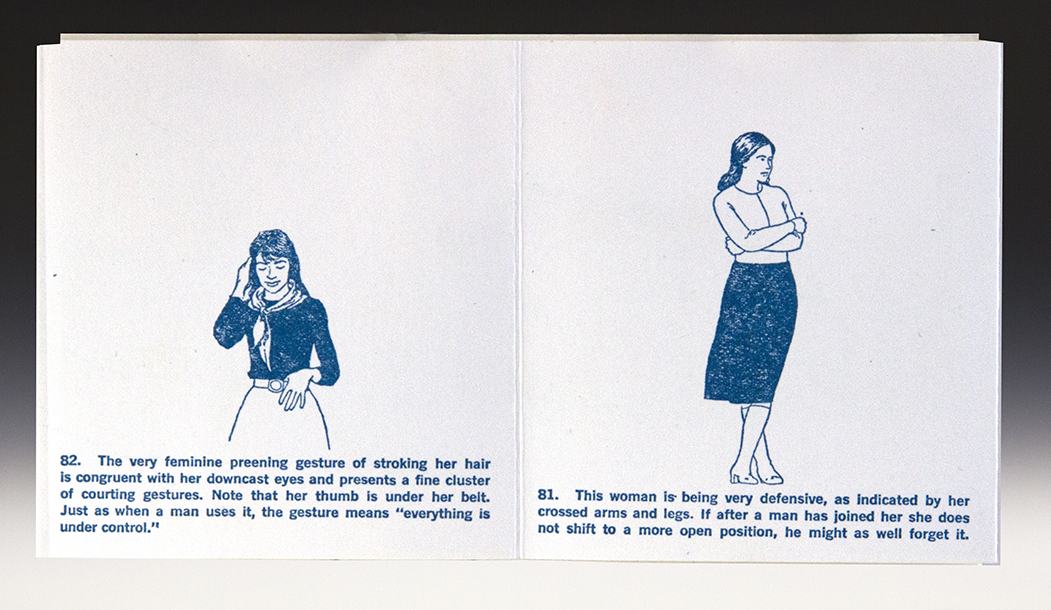 82. The very feminine preening gesture of stroking her hair
is congruent with her downcast eyes and presents a fine cluster
of courting gestures. Note that her thumb is under her belt.
Just as when a man uses it, the gesture means “everything is
under control.”
81. This woman is being very defensive, as indicated by her
crossed arms and legs. If after a man has joined her she does
not shift to a more open position, he might as well forget it.